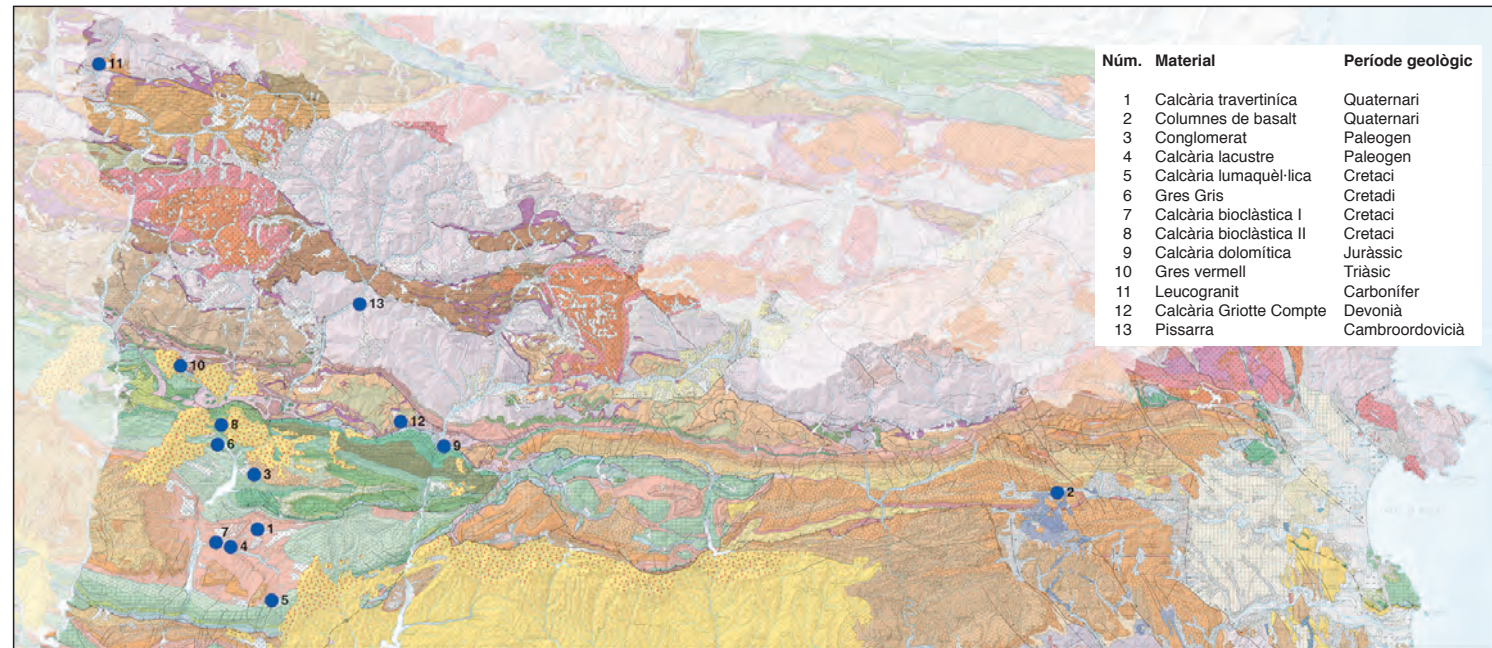 Núm. Material Període geològic
1 Calcària travertiníca Quaternari
2 Columnes de basalt Quaternari
3 Conglomerat Paleogen
4 Calcària lacustre Paleogen
5 Calcària lumaquèl·lica Cretaci
6 Gres Gris Cretadi
7 Calcària bioclàstica I Cretaci
8 Calcària bioclàstica II Cretaci
9 Calcària dolomítica Juràssic
10 Gres vermell Triàsic
11 Leucogranit Carbonífer
12 Calcària Griotte Compte Devonià
13 Pissarra Cambroordovicià
11
13
10
12
8
6
9
3
2
1
7
4
5